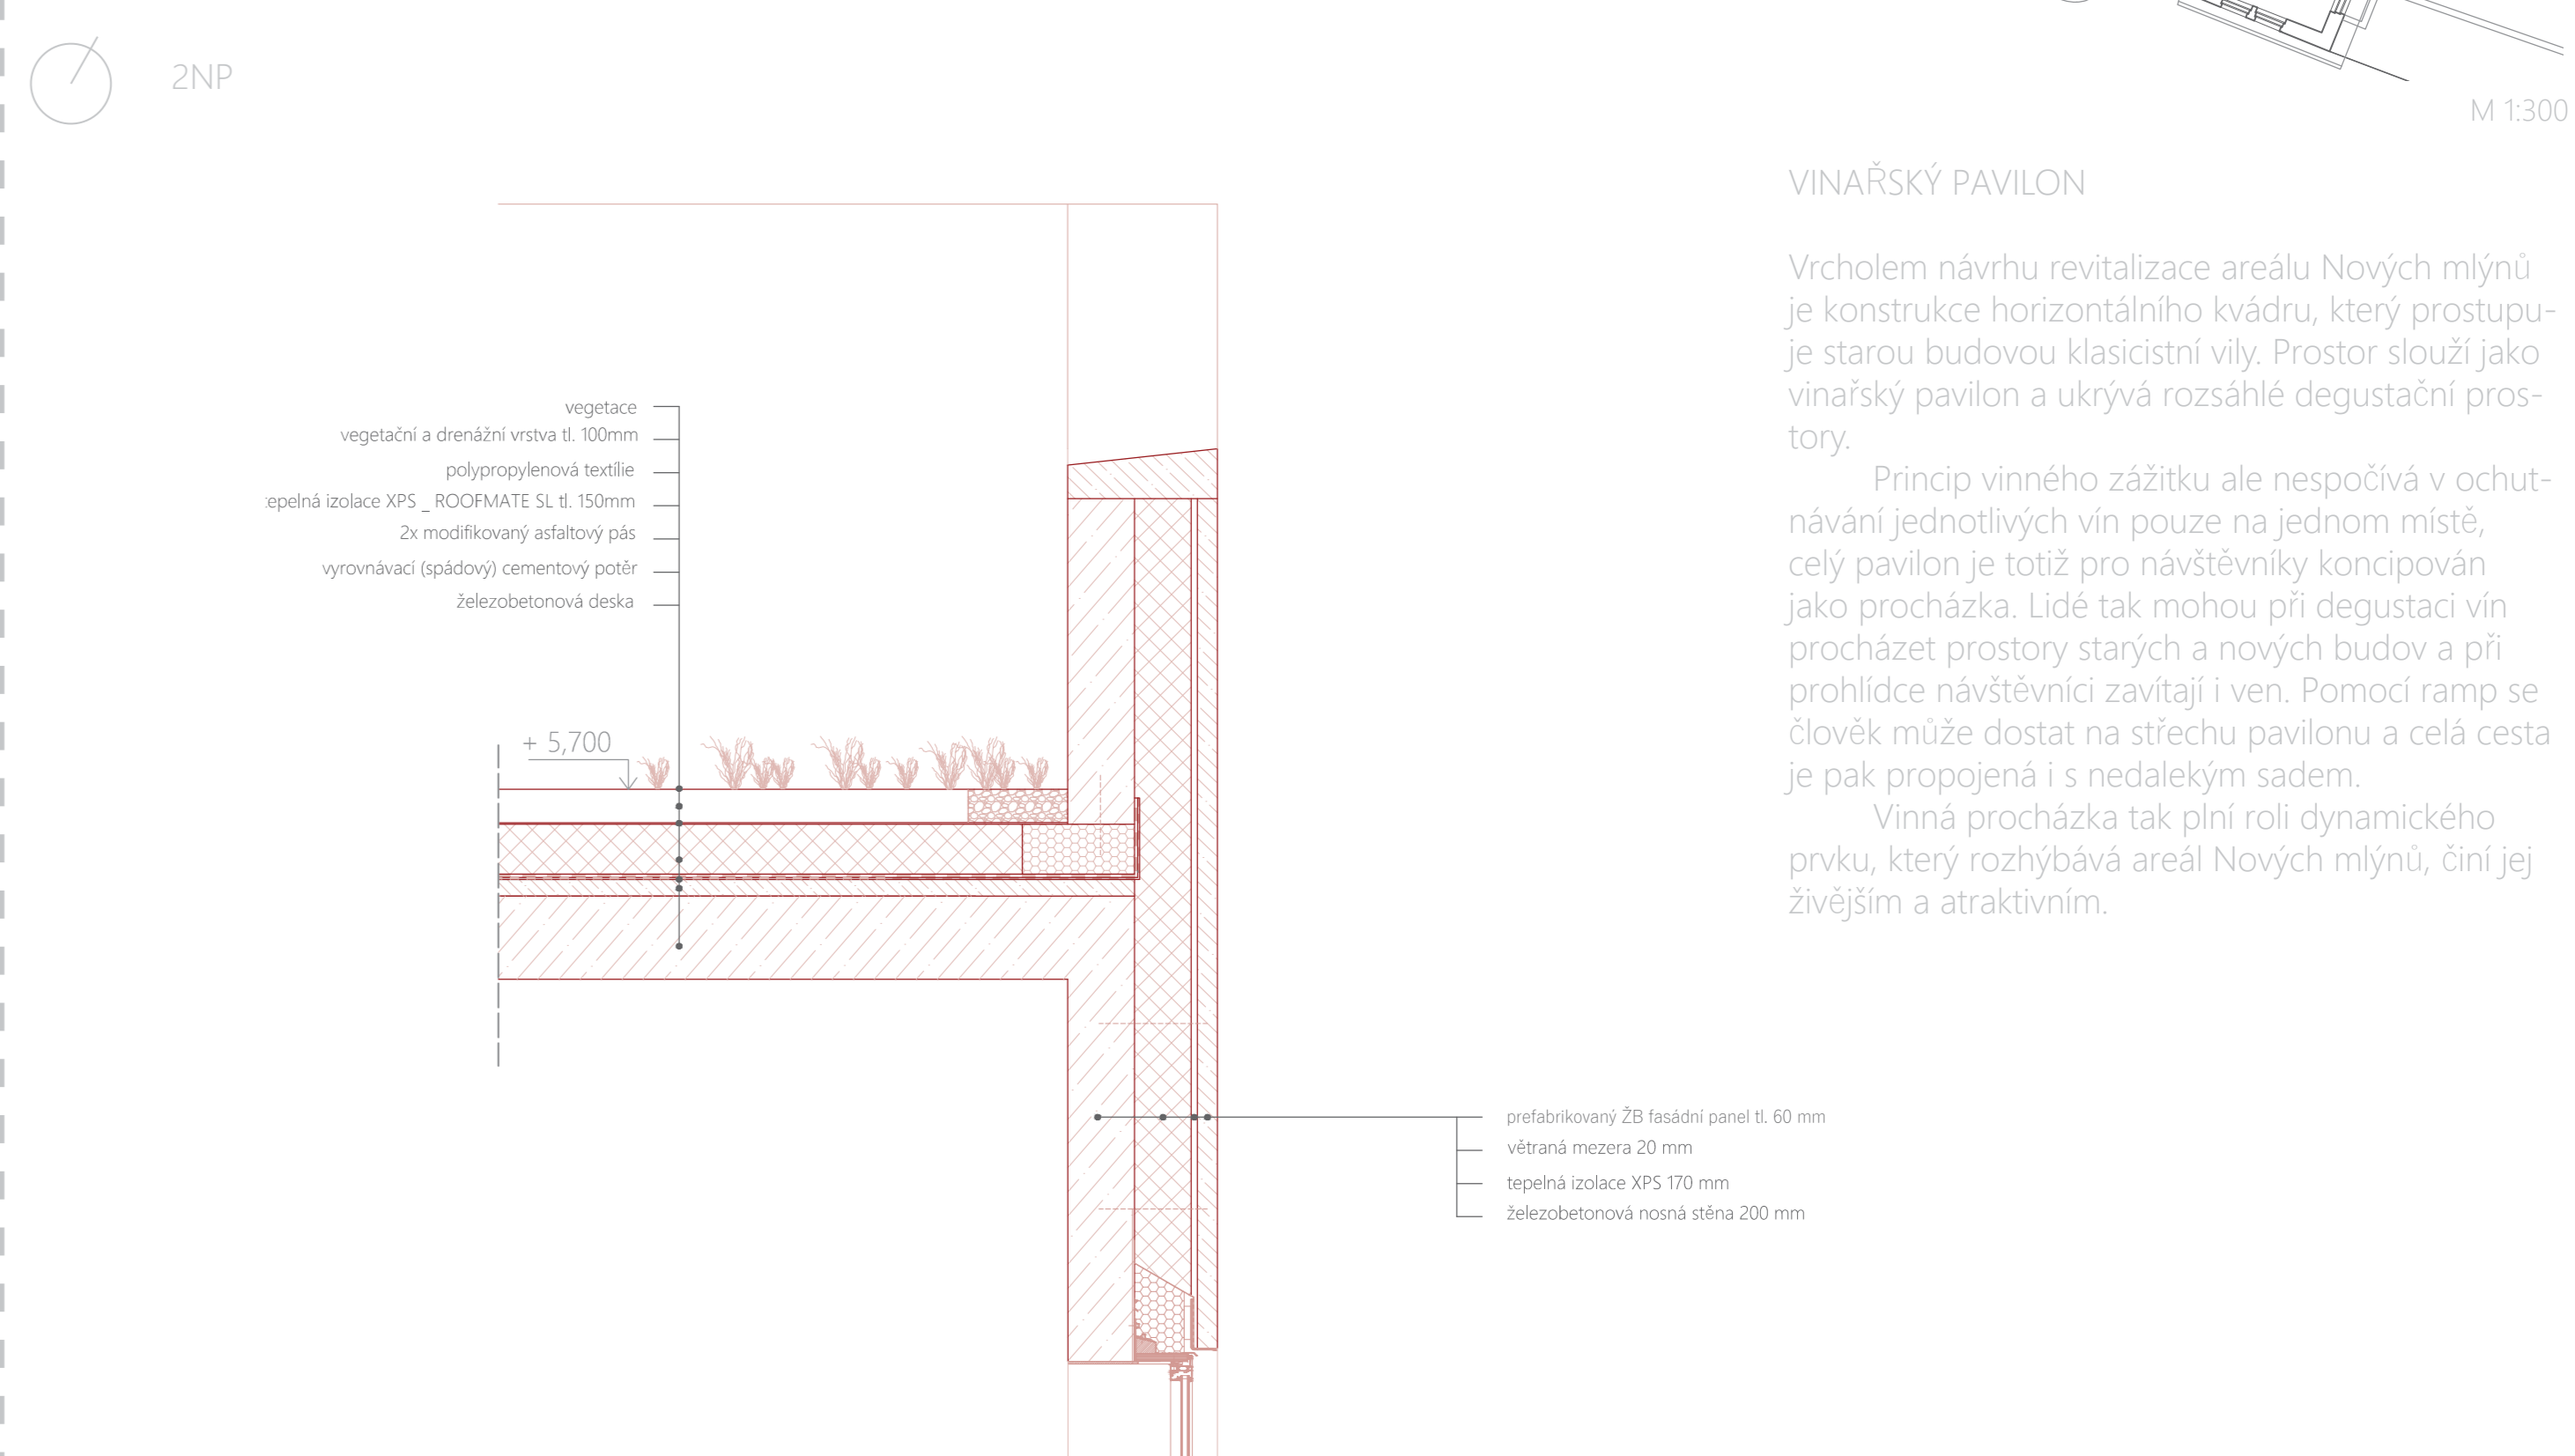 2NP
M 1:300
VINAŘSKÝ PAVILON
Vrcholem návrhu revitalizace areálu Nových mlýnů
je konstrukce horizontálního kvádru, který prostupu-
je starou budovou klasicistní vily. Prostor slouží jako
vinařský pavilon a ukrývá rozsáhlé degustační pros-
tory.
Princip vinného zážitku ale nespočívá v ochut-
návání jednotlivých vín pouze na jednom místě,
celý pavilon je totiž pro návštěvníky koncipován
jako procházka. Lidé tak mohou při degustaci vín
procházet prostory starých a nových budov a při
prohlídce návštěvníci zavítají i ven. Pomocí ramp se
člověk může dostat na střechu pavilonu a celá cesta
je pak propojená i s nedalekým sadem.
Vinná procházka tak plní roli dynamického
prvku, který rozhýbává areál Nových mlýnů, činí jej
živějším a atraktivním.
vegetace
vegetační a drenážní vrstva tl. 100mm
polypropylenová textílie
epelná izolace XPS _ ROOFMATE SL tl. 150mm
2x modifikovaný asfaltový pás
vyrovnávací (spádový) cementový potěr
železobetonová deska
+ 5,700
prefabrikovaný ŽB fasádní panel tl. 60 mm
větraná mezera 20 mm
tepelná izolace XPS 170 mm
železobetonová nosná stěna 200 mm